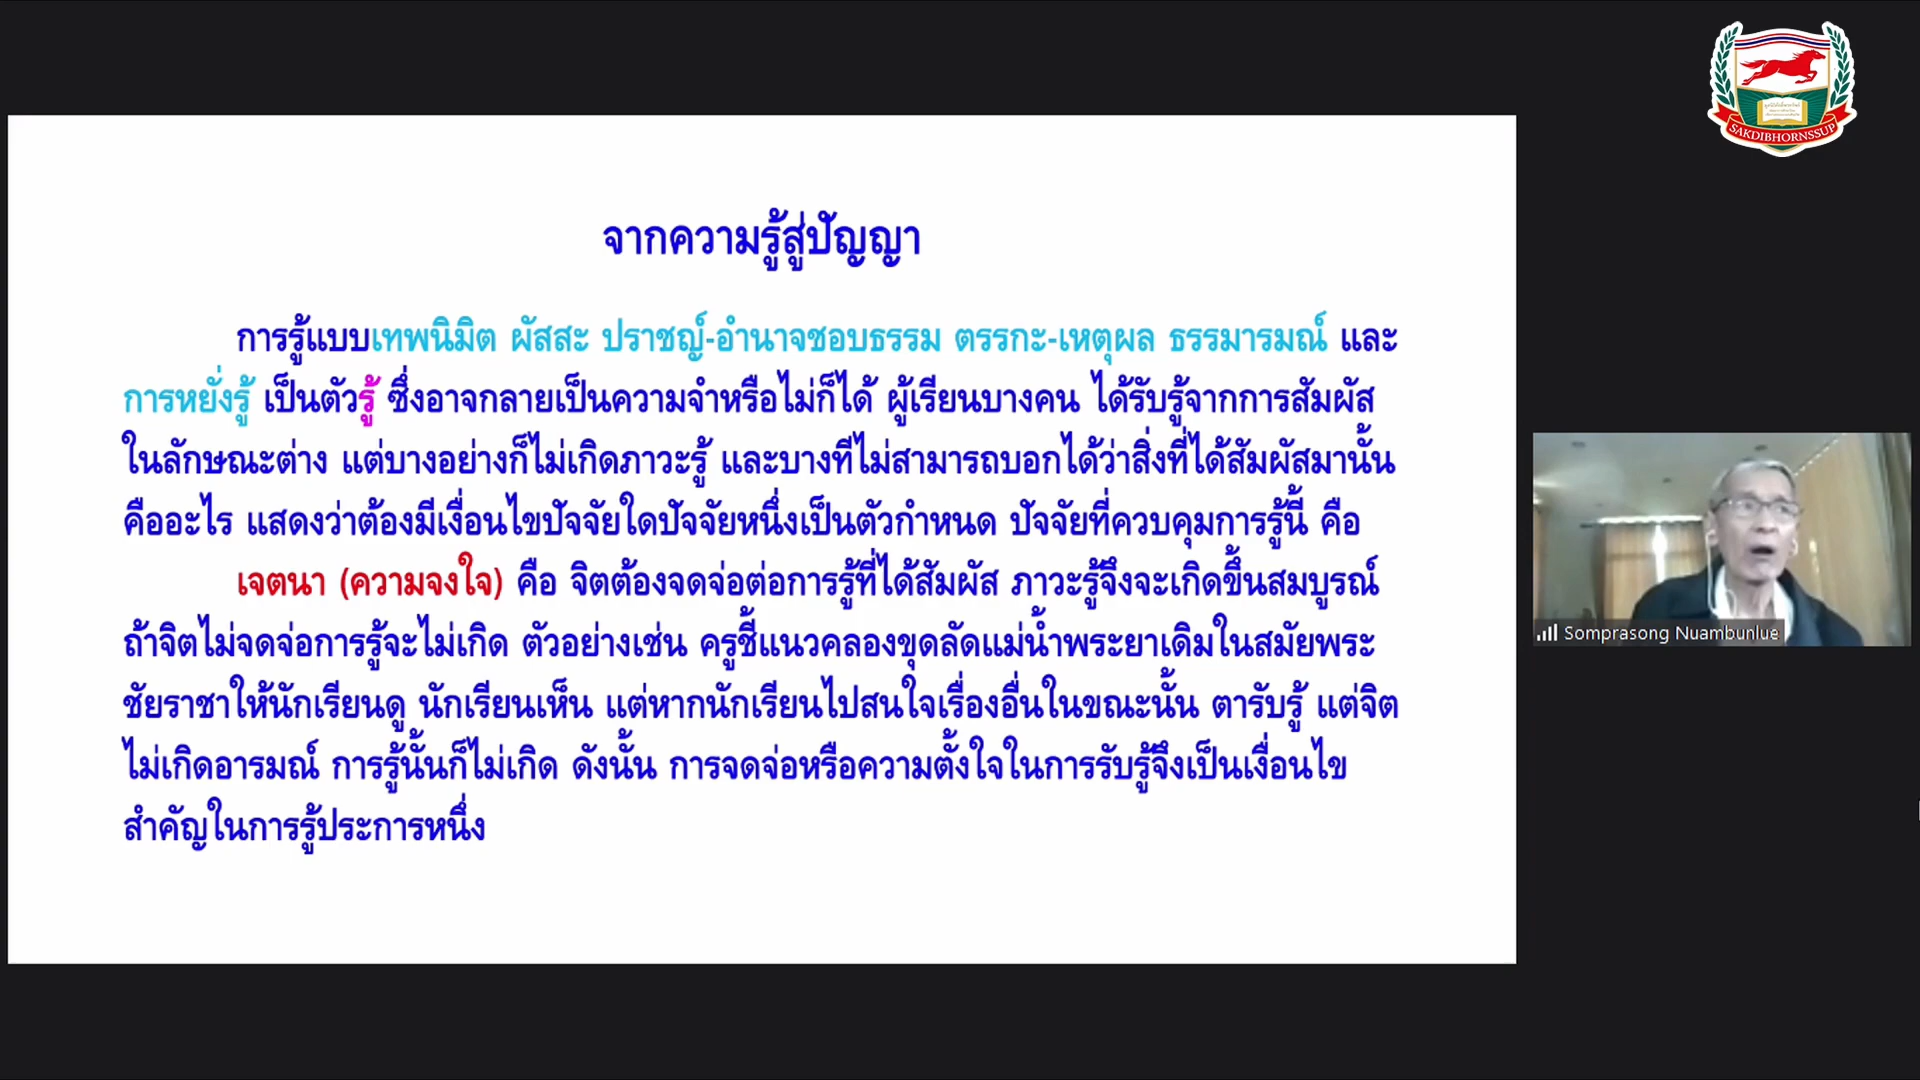 SAKDIBHORNSSUP
จากความรู้สู่ปัญญา
การรู้แบบเทพนิมิต ผัสสะ ปราชญ์-อำนาจชอบธรรม ตรรกะ-เหตุผล ธรรมารมณ์ และ
การหยั่งรู้ เป็นตัวรู้ ซึ่งอาจกลายเป็นความจำหรือไม่ก็ได้ ผู้เรียนบางคน ได้รับรู้จากการสัมผัส
ในลักษณะต่าง แต่บางอย่างก็ไม่เกิดภาวะรู้ และบางทีไม่สามารถบอกได้ว่าสิ่งที่ได้สัมผัสมานั้น
คืออะไร แสดงว่าต้องมีเงื่อนไขปัจจัยใดปัจจัยหนึ่งเป็นตัวกำหนด ปัจจัยที่ควบคุมการรู้นี้ คือ
เจตนา (ความจงใจ) คือ จิตต้องจดจ่อต่อการรู้ที่ได้สัมผัส ภาวะรู้จึงจะเกิดขึ้นสมบูรณ์
ถ้าจิตไม่จดจ่อการรู้จะไม่เกิด ตัวอย่างเช่น ครูชี้แนวคลองขุดลัดแม่น้ำพระยาเดิมในสมัยพระ
ชัยราชาให้นักเรียนดู นักเรียนเห็น แต่หากนักเรียนไปสนใจเรื่องอื่นในขณะนั้น ตารับรู้ แต่จิต
ไม่เกิดอารมณ์ การรู้นั้นก็ไม่เกิด ดังนั้น การจดจ่อหรือความตั้งใจในการรับรู้จึงเป็นเงื่อนไข
สำคัญในการรู้ประการหนึ่ง
Somprasong Nuambunlue